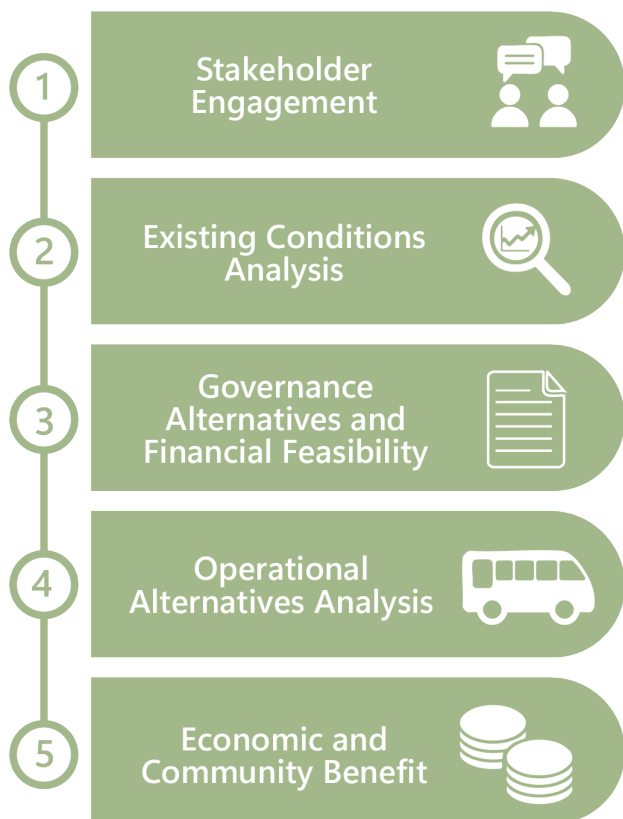 1
Stakeholder
Engagement
2
Existing Conditions
Analysis
3
Governance
Alternatives and
Financial Feasibility
4
Operational
Alternatives Analysis
5
Economic and
Community Benefit